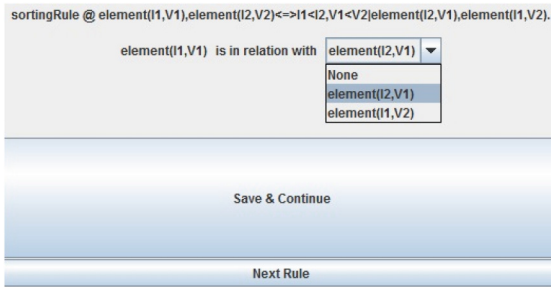 sortingRule @ element(I1,V1),element(I2,V2)<=>I1<I2,V1<V2|element(I2,V1),element(I1,V2).
element(I1,V1) is in relation with element(I2,V1)
None
element(I2,V1)
element(I1,V2)
Save & Continue
Next Rule